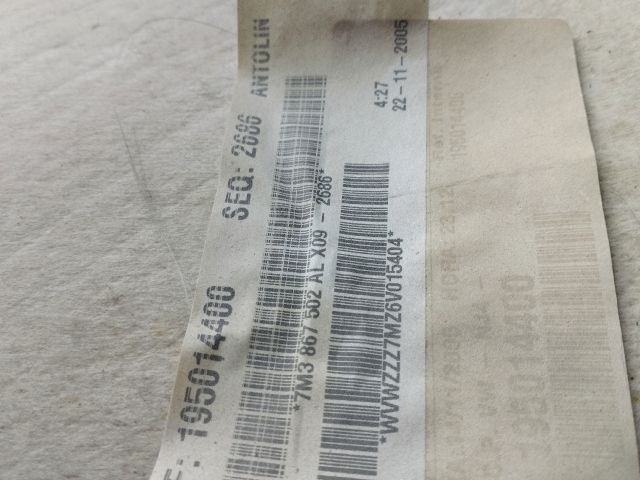 E: 195014400 SEQ: 2686 ANTOLIN
*7M3 867 502 AL X09 - 2686*
4:27
22-11-2005
*WVWZZZ7MZ6V015404*